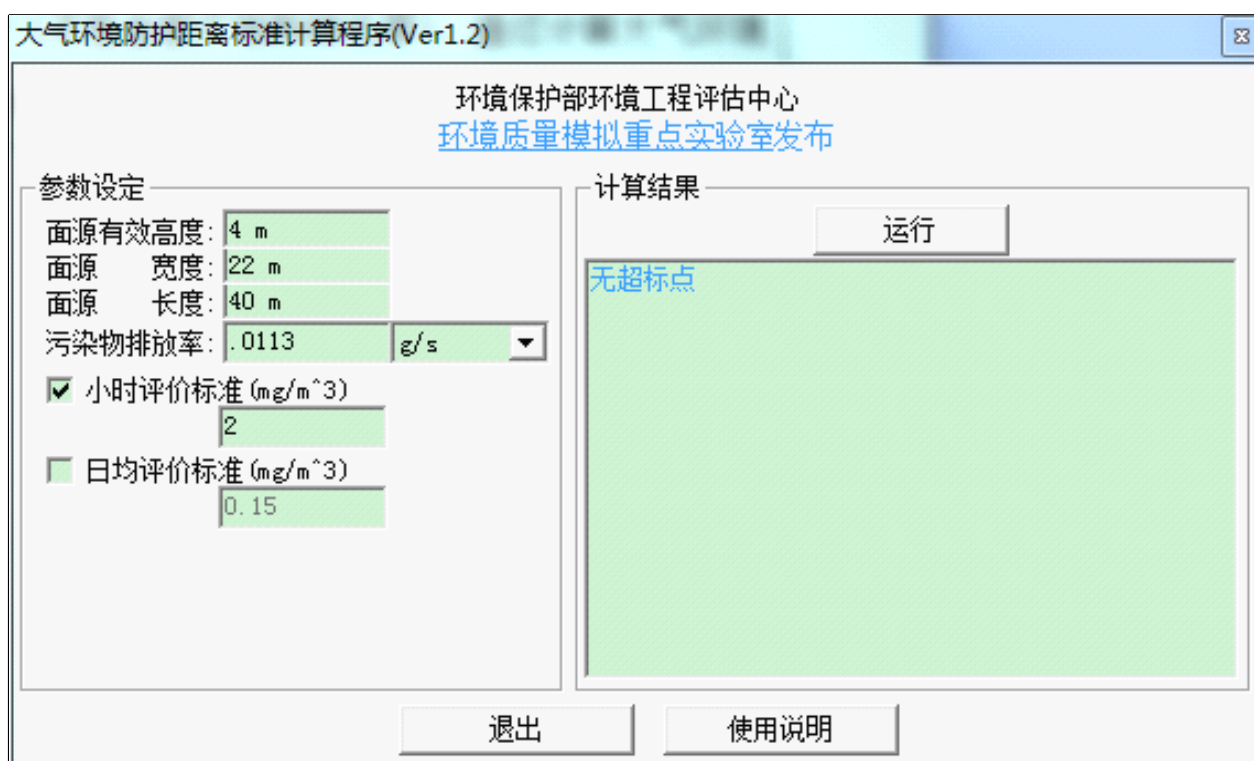 大气环境防护距离标准计算程序(Ver1.2)
环境保护部环境工程评估中心
环境质量模拟重点实验室发布
参数设定
面源有效高度: 4 m
面源 宽度: 22 m
面源 长度: 40 m
污染物排放率: .0113 g/s
小时评价标准(mg/m^3)
2
日均评价标准(mg/m^3)
0.15
计算结果
运行
无超标点
退出
使用说明